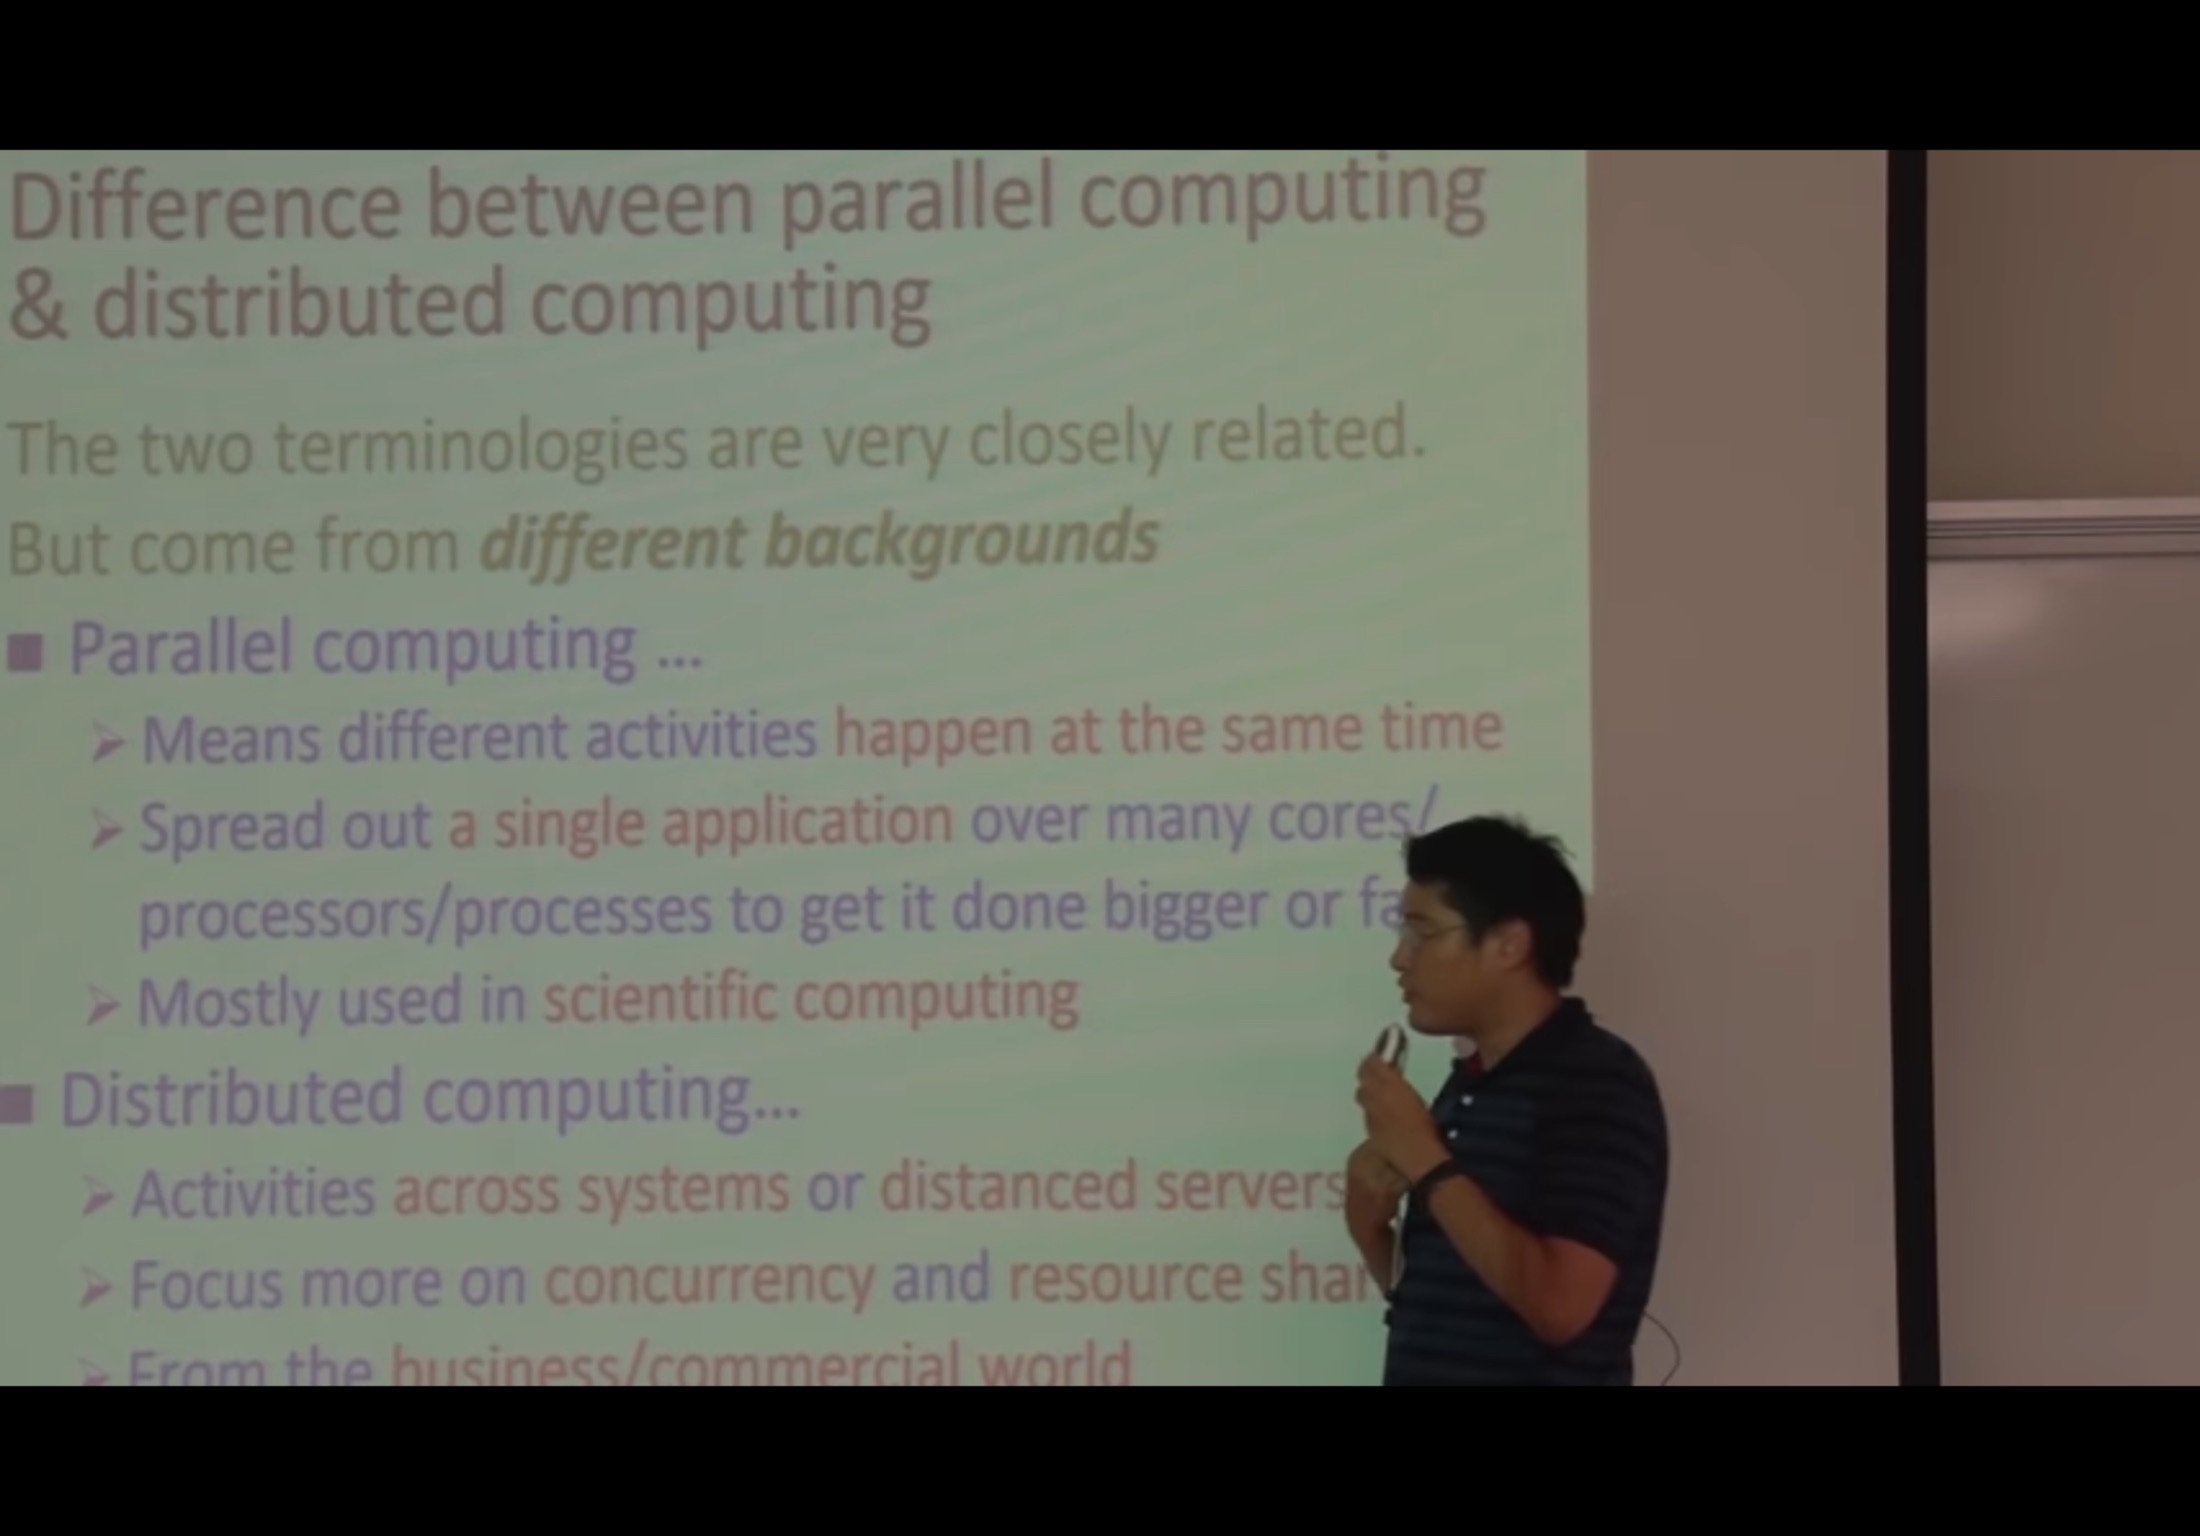 Difference between parallel computing
& distributed computing
The two terminologies are very closely related.
But come from different backgrounds
■ Parallel computing ...
➢ Means different activities happen at the same time
➢ Spread out a single application over many cores/
processors/processes to get it done bigger or fa
➢ Mostly used in scientific computing
■ Distributed computing...
➢ Activities across systems or distanced servers
➢ Focus more on concurrency and resource shar
➢ From the business/commercial world